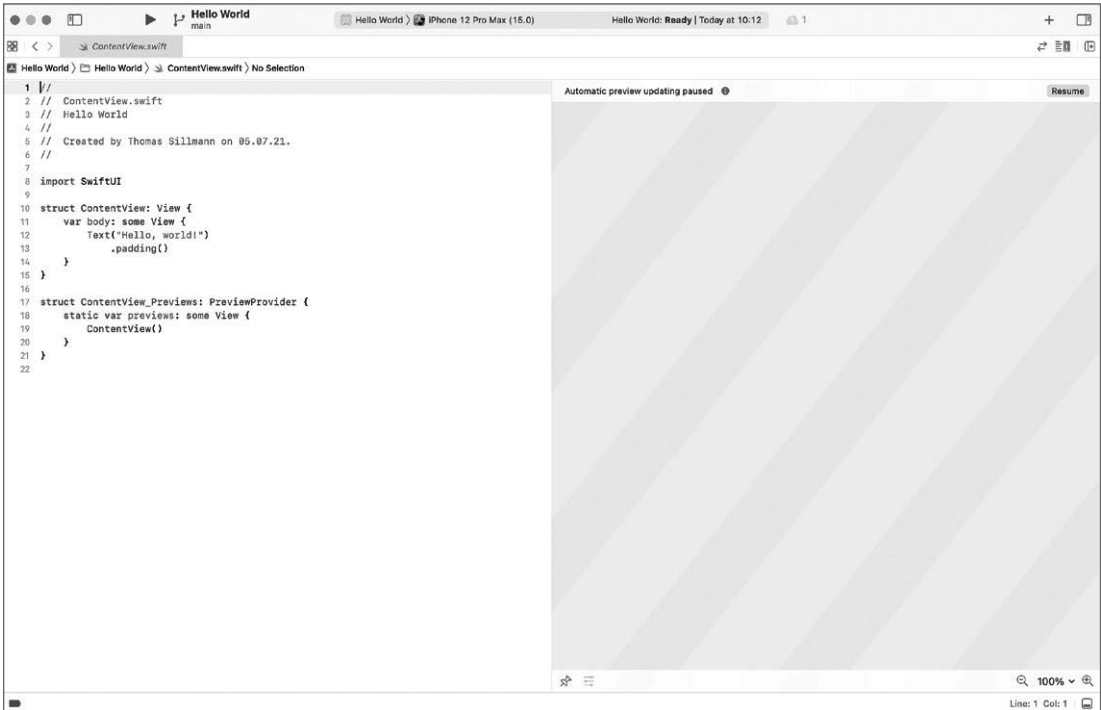 Hello World
main
Hello World 〉 iPhone 12 Pro Max (15.0)
Hello World: Ready | Today at 10:12
1
ContentView.swift
Hello World 〉 Hello World 〉 ContentView.swift 〉 No Selection
1 //
2 //  ContentView.swift
3 //  Hello World
4 //
5 //  Created by Thomas Sillmann on 05.07.21.
6 //
7
8 import SwiftUI
9
10 struct ContentView: View {
11     var body: some View {
12         Text("Hello, world!")
13             .padding()
14     }
15 }
16
17 struct ContentView_Previews: PreviewProvider {
18     static var previews: some View {
19         ContentView()
20     }
21 }
22
Automatic preview updating paused
Resume
100%
Line: 1 Col: 1